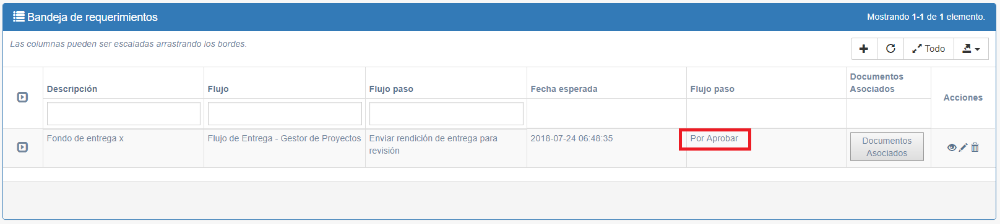 Bandeja de requerimientos
Mostrando 1-1 de 1 elemento.
Las columnas pueden ser escaladas arrastrando los bordes.
Todo
Descripción
Flujo
Flujo paso
Fecha esperada
Flujo paso
Documentos
Asociados
Acciones
Fondo de entrega x
Flujo de Entrega - Gestor de Proyectos
Enviar rendición de entrega para
revisión
2018-07-24 06:48:35
Por Aprobar
Documentos
Asociados